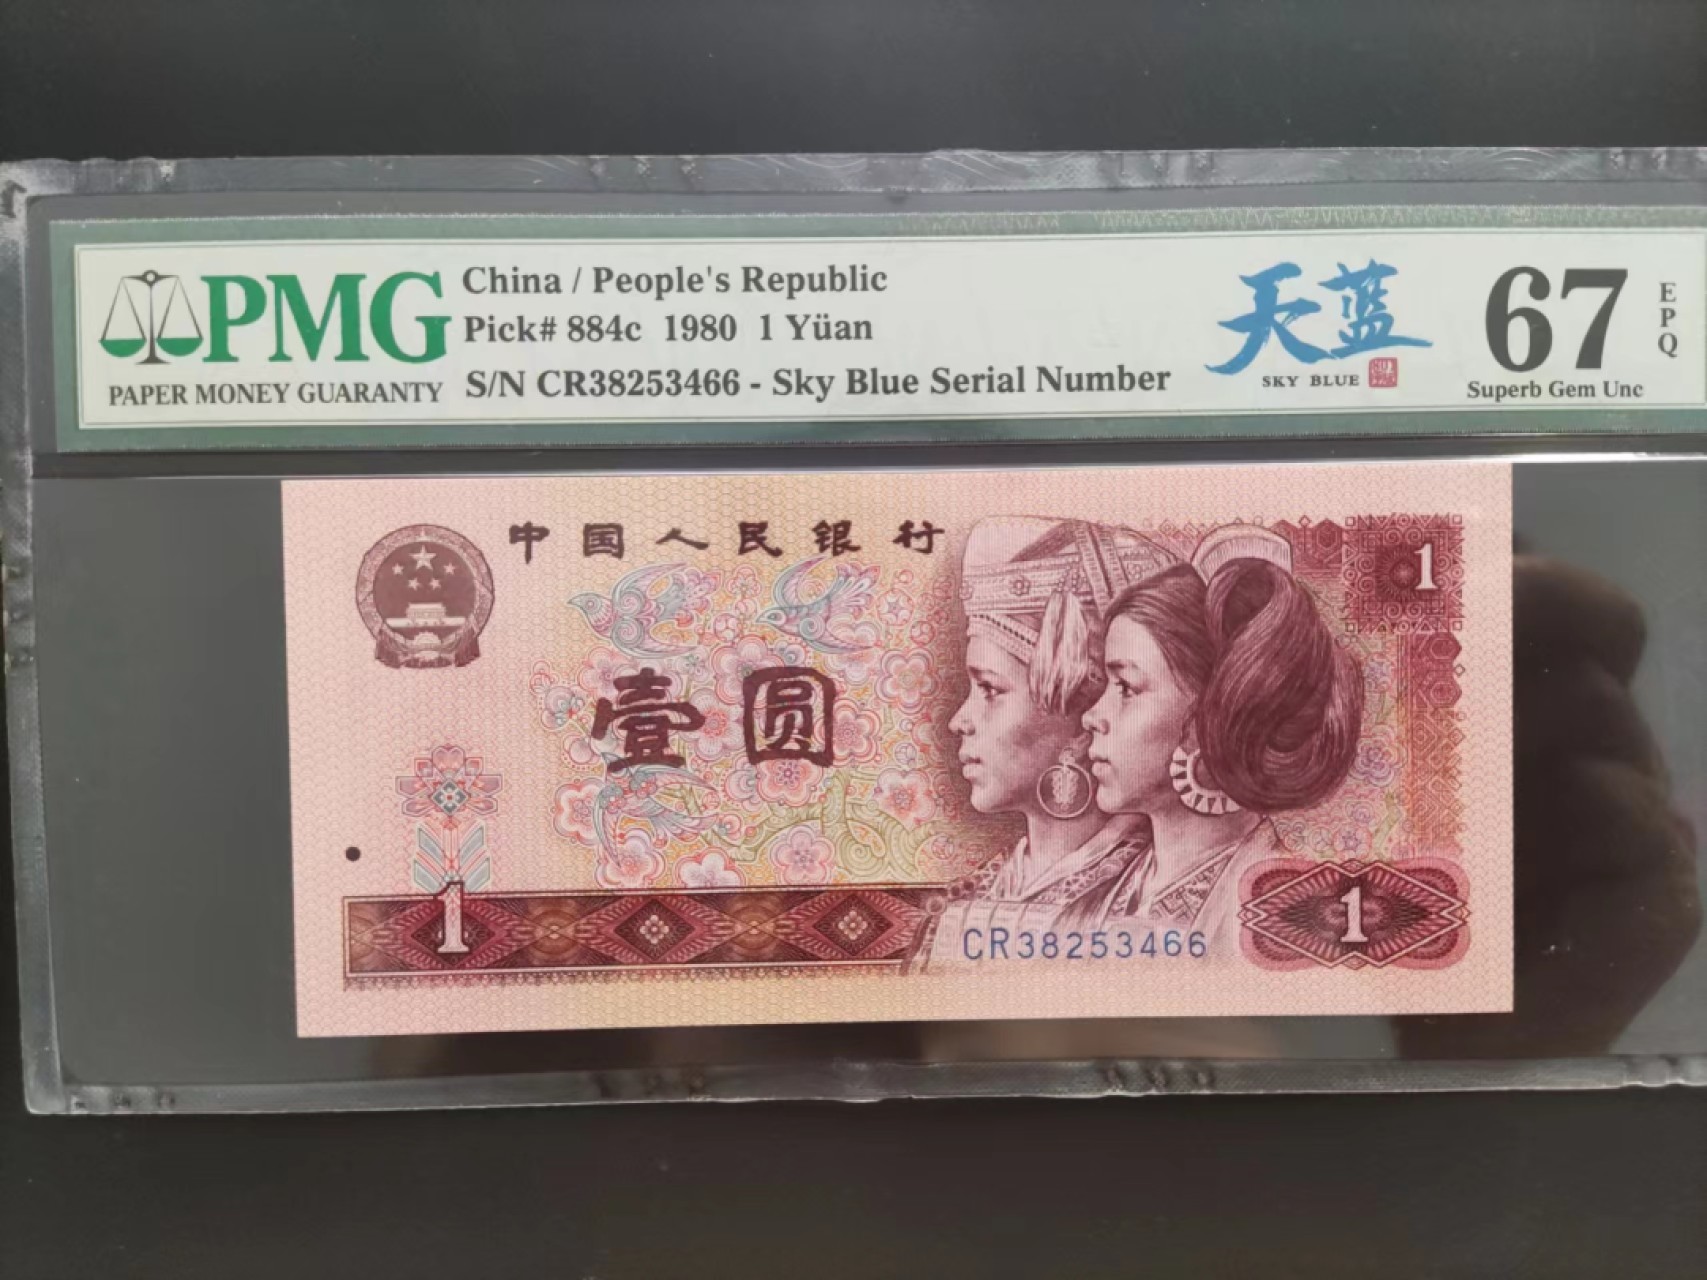 PMG
PAPER MONEY GUARANTY
China / People's Republic
Pick# 884c 1980 1 Yüan
S/N CR38253466 - Sky Blue Serial Number
天蓝
SKY BLUE
67
EPQ
Superb Gem Unc
中国人民银行
1
壹圆
1
CR38253466
1